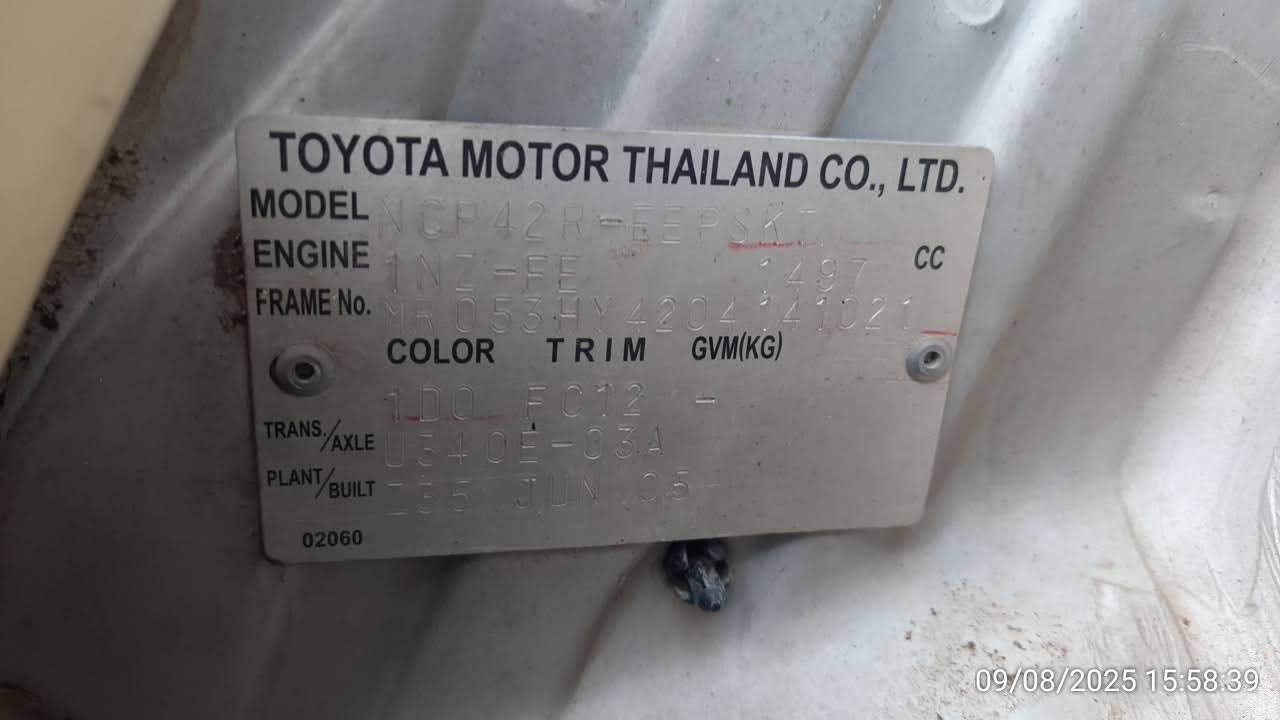 TOYOTA MOTOR THAILAND CO., LTD.
MODEL NCP42R-EEPSKT
ENGINE 1NZ-FE 1497 CC
FRAME No. MR053HY4204141021
COLOR TRIM GVM(KG)
1D0 FC12 -
TRANS./AXLE U340E-03A
PLANT/BUILT JUN 05
02060
09/08/2025 15:58:39